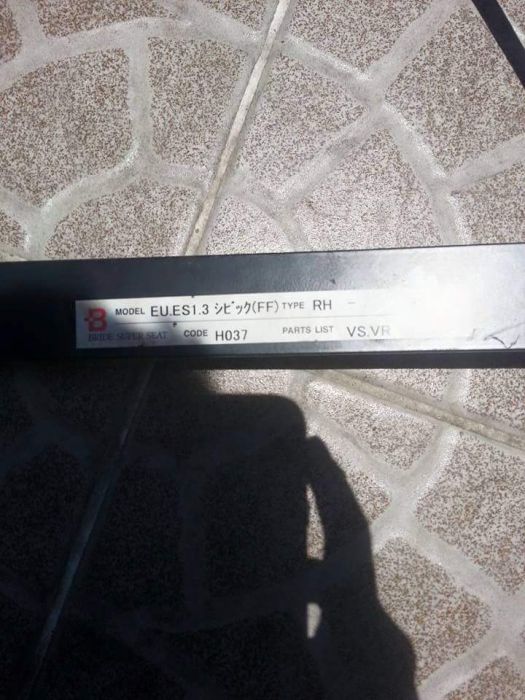 MODEL EU.ES1.3 シビック(FF) TYPE RH
BRIDE SUPER SEAT CODE H037 PARTS LIST VS,VR